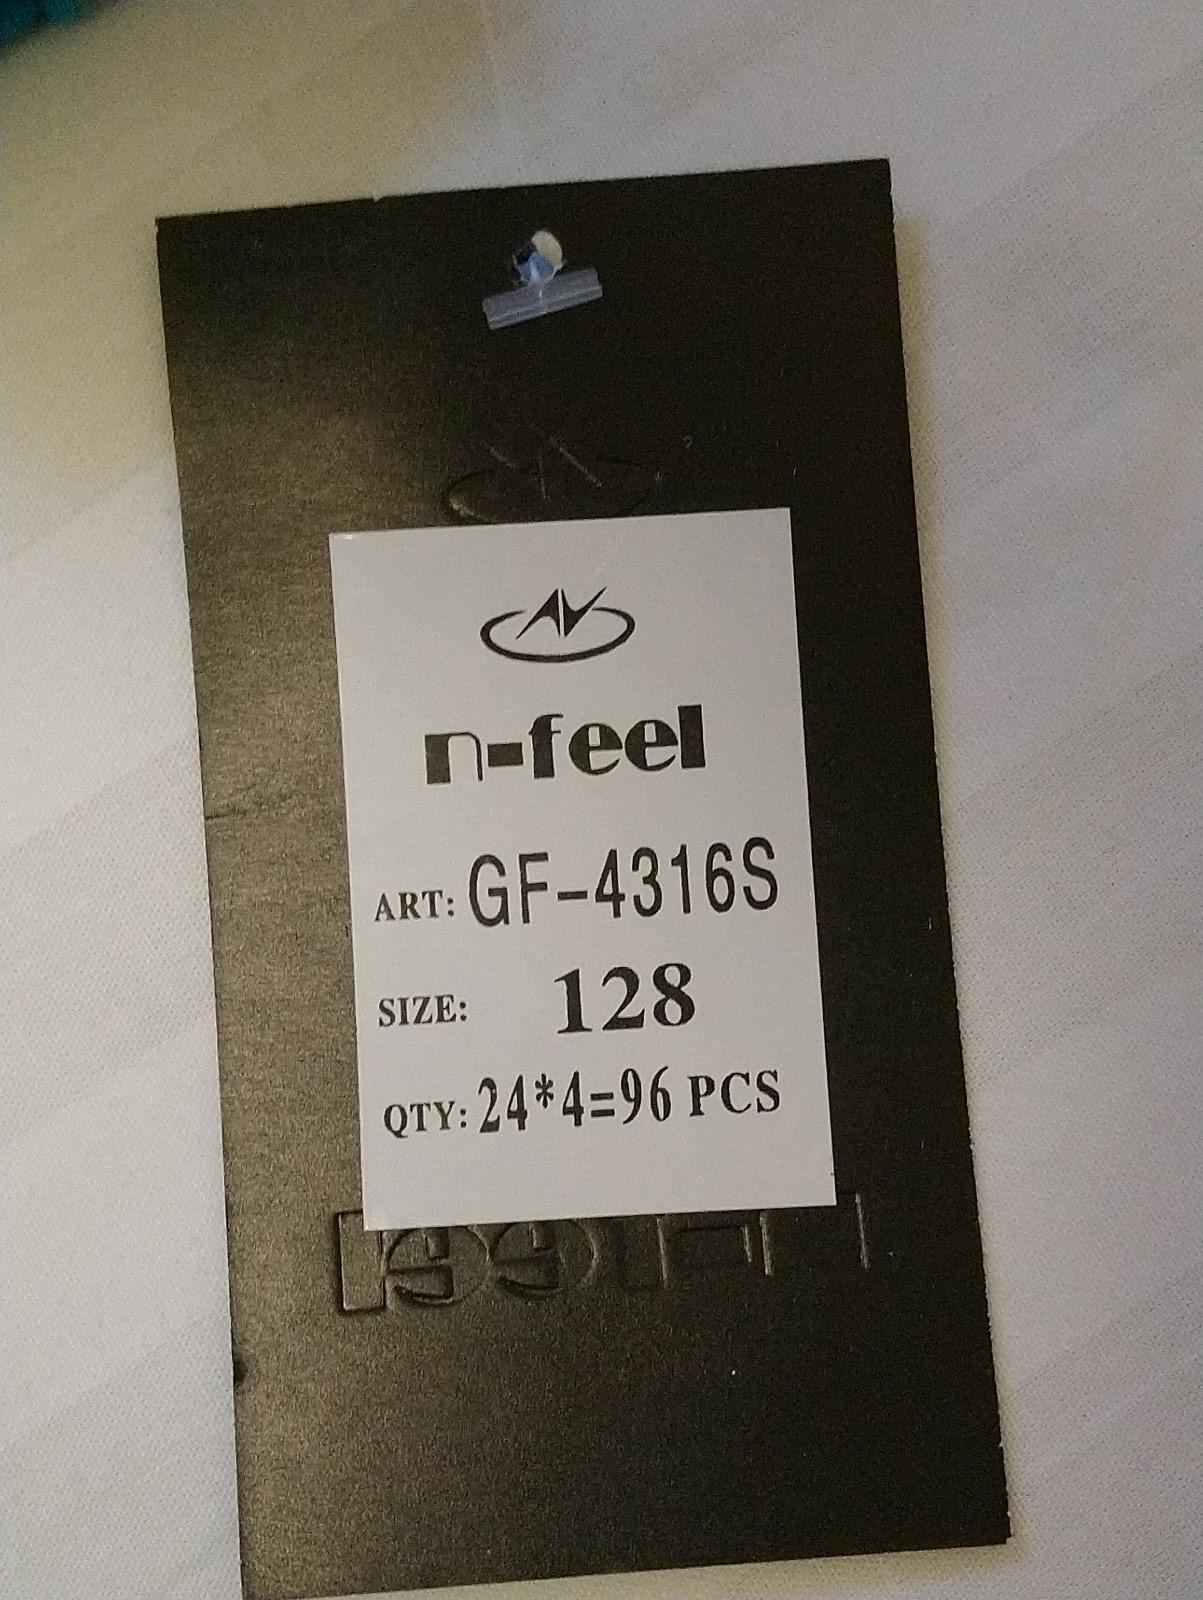 n-feel
ART: GF-4316S
SIZE: 128
QTY: 24*4=96 PCS